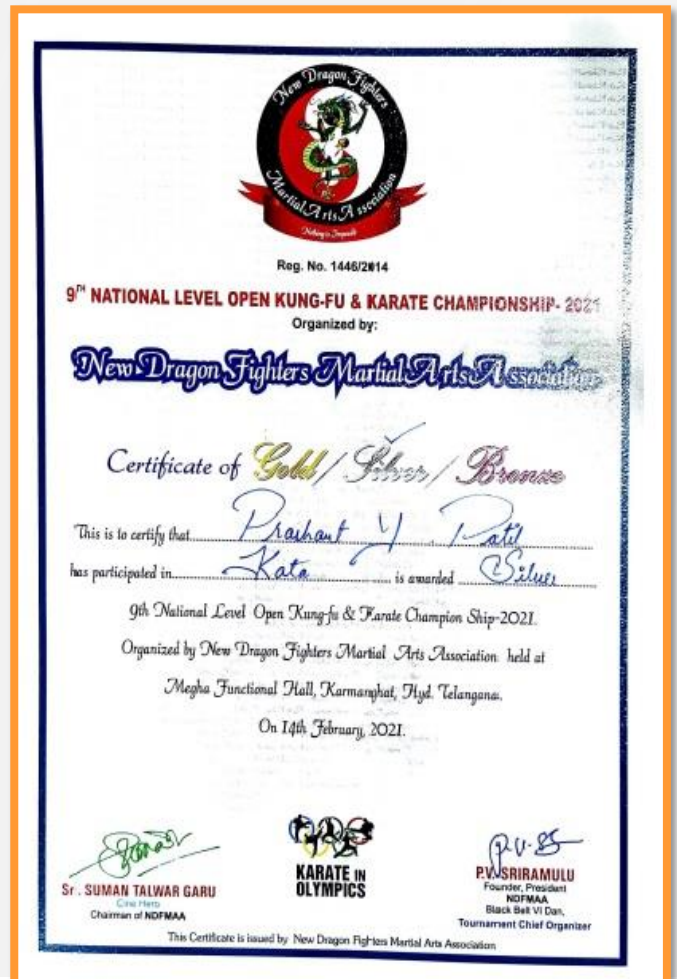 New Dragon Fighters
Martial Arts Association
Reg. No. 1446/2014
9TH NATIONAL LEVEL OPEN KUNG-FU & KARATE CHAMPIONSHIP- 2021
Organized by:
New Dragon Fighters Martial Arts Association
Certificate of Gold / Silver / Bronze
This is to certify that Prashant Y. Patil
has participated in Kata is awarded Silver
9th National Level Open Kung-fu & Karate Champion Ship-2021.
Organized by New Dragon Fighters Martial Arts Association held at
Megha Functional Hall, Karmanghat, Hyd. Telangana.
On 14th February, 2021.
KARATE IN
OLYMPICS
Sr. SUMAN TALWAR GARU
Cine Hero
Chairman of NDFMAA
P.V. SRIRAMULU
Founder, President
NDFMAA
Black Belt VI Dan,
Tournament Chief Organizer
This Certificate is issued by New Dragon Fighters Martial Arts Association